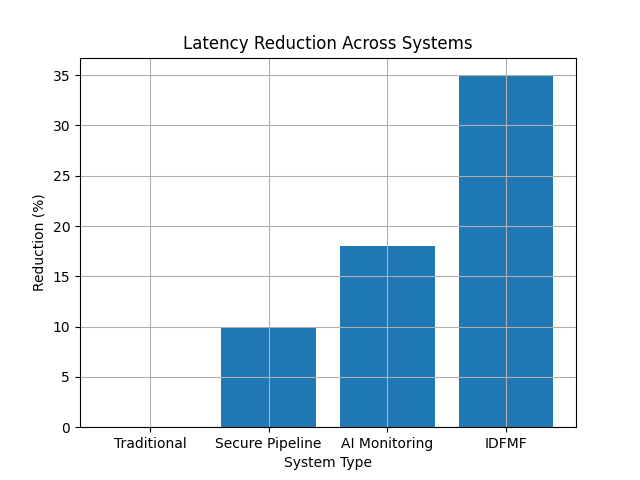 Latency Reduction Across Systems
Reduction (%)
35
30
25
20
15
10
5
0
Traditional Secure Pipeline AI Monitoring IDFMF
System Type